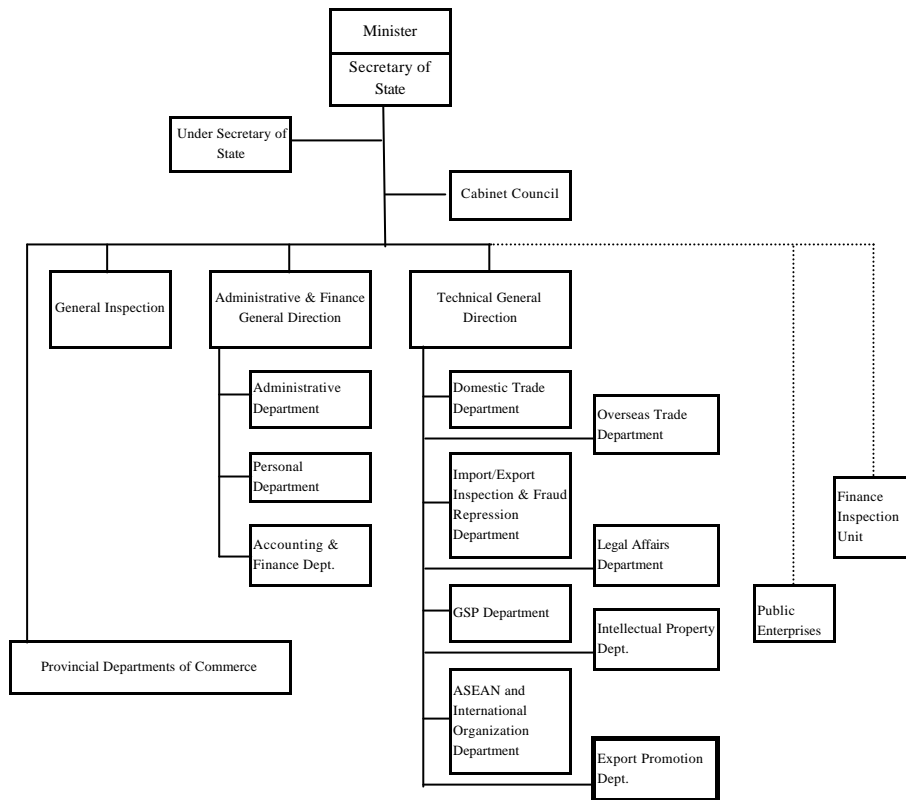 Minister
Secretary of
State
Under Secretary of
State
Cabinet Council
General Inspection
Administrative & Finance
General Direction
Technical General
Direction
Administrative
Department
Domestic Trade
Department
Overseas Trade
Department
Personal
Department
Import/Export
Inspection & Fraud
Repression
Department
Finance
Inspection
Unit
Accounting &
Finance Dept.
Legal Affairs
Department
GSP Department
Public
Enterprises
Intellectual Property
Dept.
Provincial Departments of Commerce
ASEAN and
International
Organization
Department
Export Promotion
Dept.